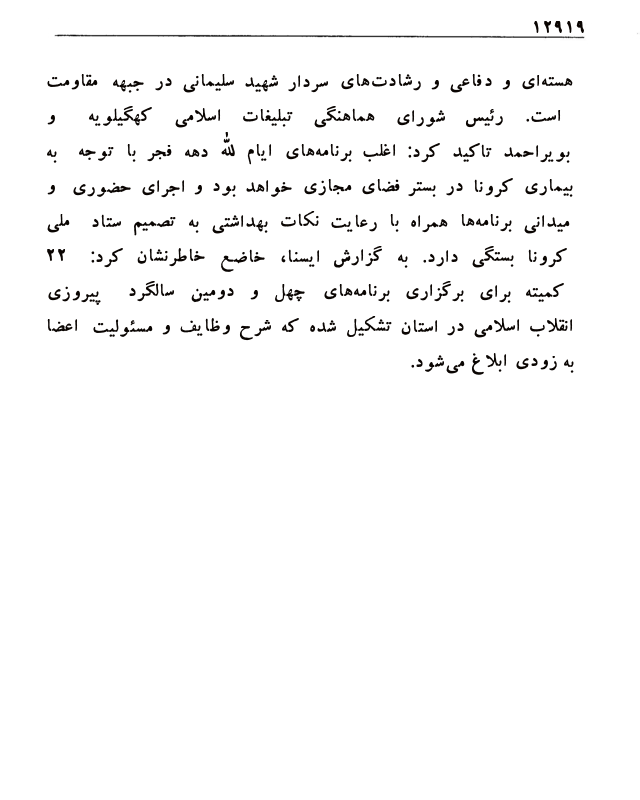 ۱۲۹۱۹
هسته‌ای و دفاعی و رشادت‌های سردار شهید سلیمانی در جبهه مقاومت
است. رئیس شورای هماهنگی تبلیغات اسلامی کهگیلویه و
بویراحمد تاکید کرد: اغلب برنامه‌های ایام لله دهه فجر با توجه به
بیماری کرونا در بستر فضای مجازی خواهد بود و اجرای حضوری و
میدانی برنامه‌ها همراه با رعایت نکات بهداشتی به تصمیم ستاد ملی
کرونا بستگی دارد. به گزارش ایسنا، خاضع خاطرنشان کرد: ۲۲
کمیته برای برگزاری برنامه‌های چهل و دومین سالگرد پیروزی
انقلاب اسلامی در استان تشکیل شده که شرح وظایف و مسئولیت اعضا
به زودی ابلاغ می‌شود.